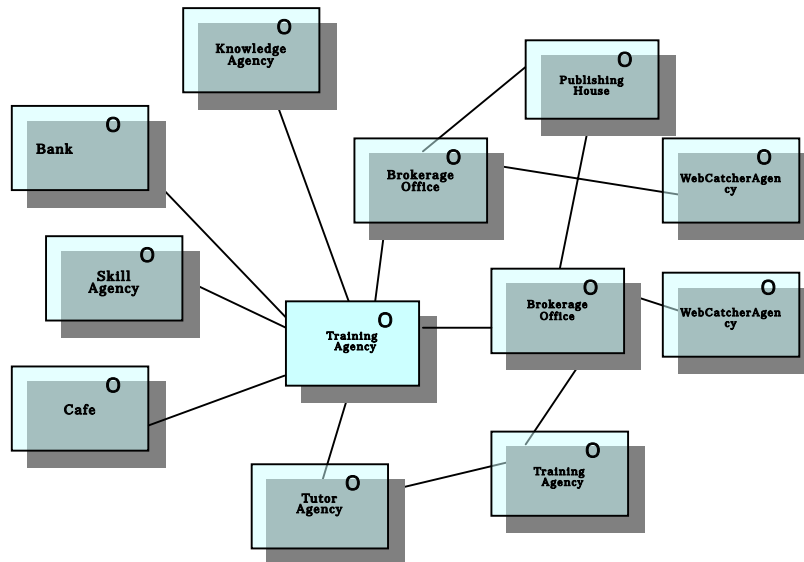 O
Knowledge
Agency
O
Publishing
House
O
Bank
O
Brokerage
Office
O
WebCatcherAgen
cy
O
Skill
Agency
O
Brokerage
Office
O
WebCatcherAgen
cy
O
Training
Agency
O
Cafe
O
Tutor
Agency
O
Training
Agency